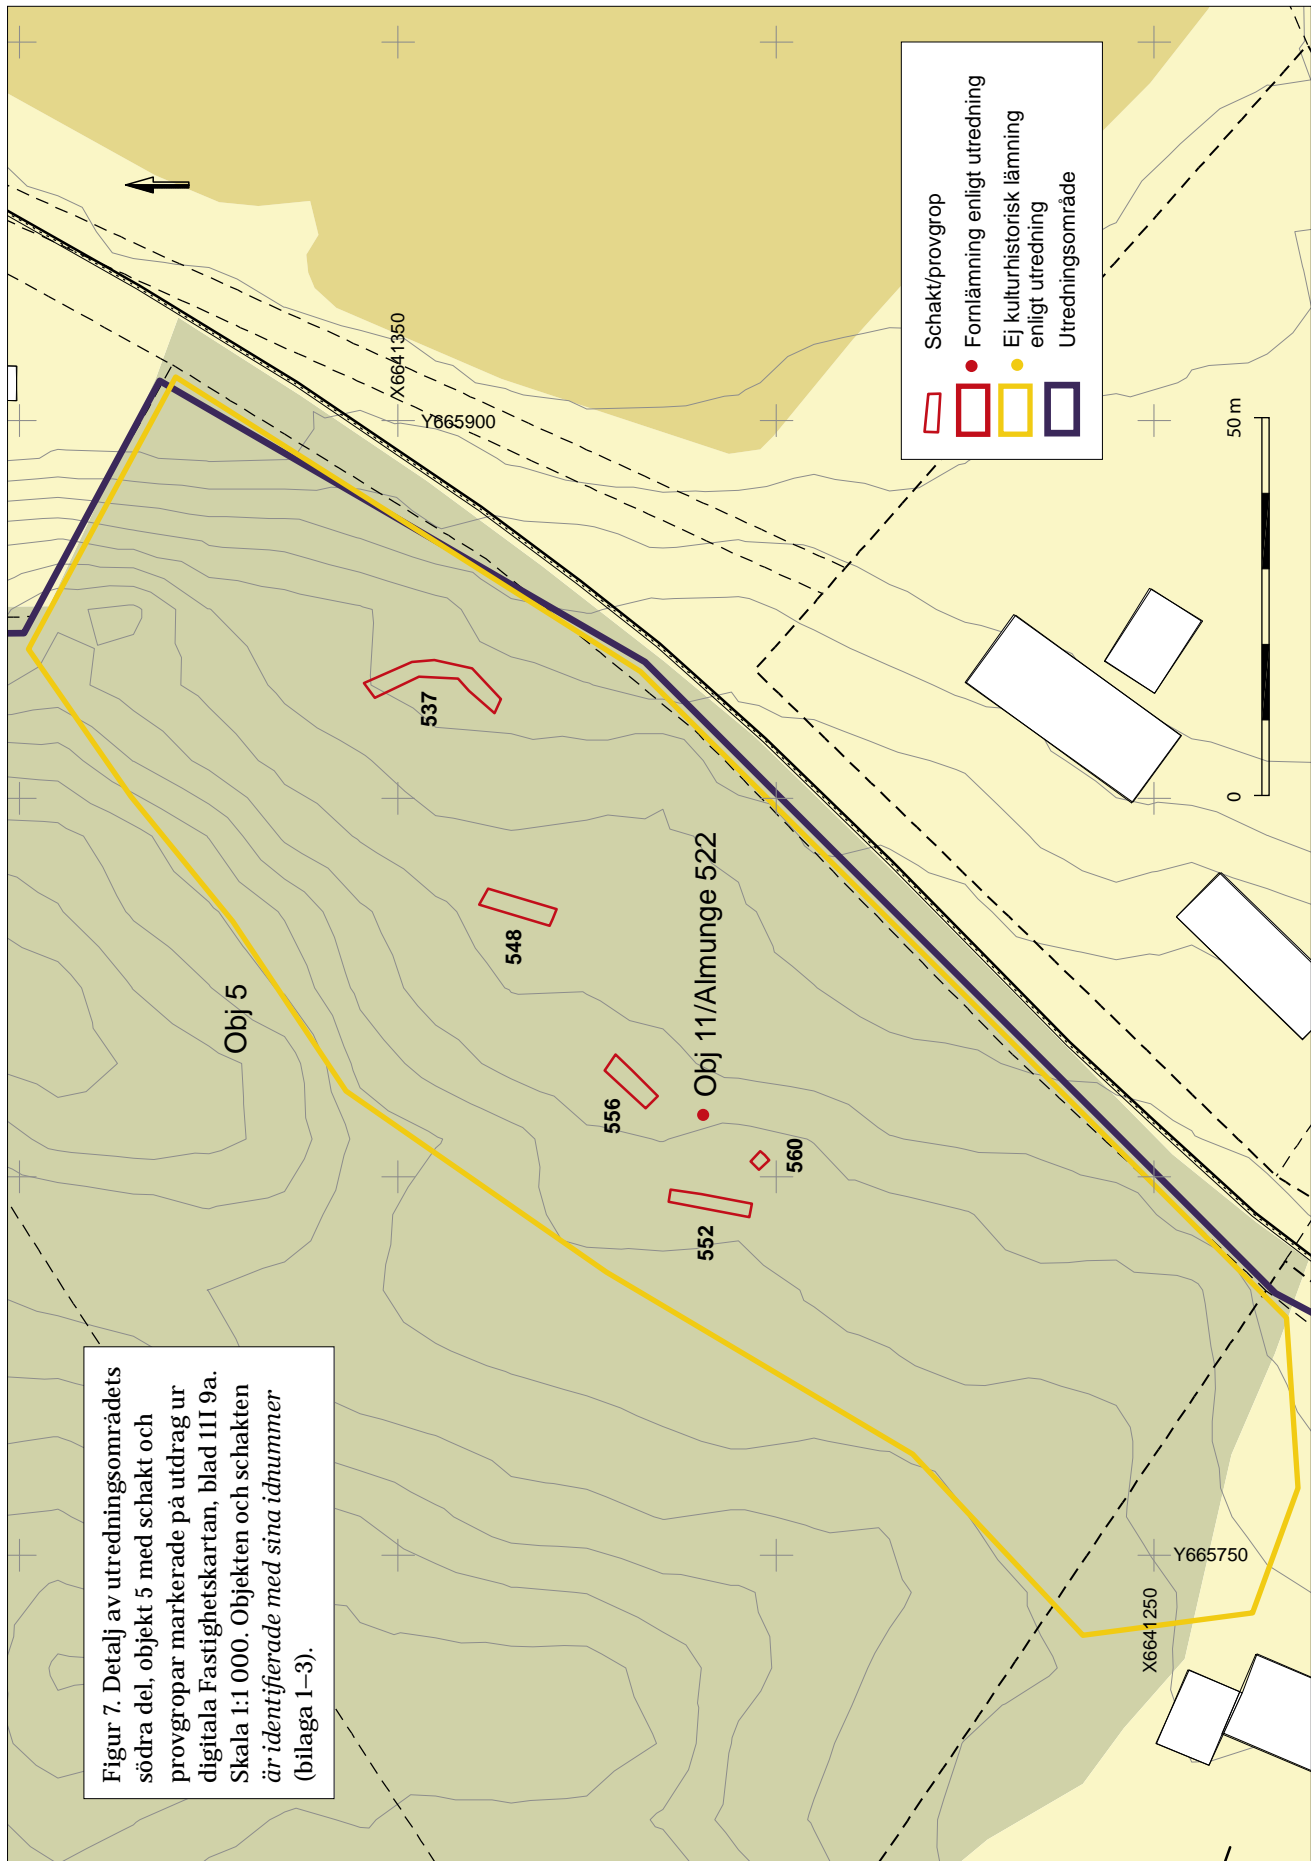 Figur 7. Detalj av utredningsområdets
södra del, objekt 5 med schakt och
provgropar markerade på utdrag ur
digitala Fastighetskartan, blad 11I 9a.
Skala 1:1 000. Objekten och schakten
är identifierade med sina idnummer
(bilaga 1–3).
Obj 5
537
548
556
Obj 11/Almunge 522
560
552
X6641350
Y665900
X6641250
Y665750
Schakt/provgrop
Fornlämning enligt utredning
Ej kulturhistorisk lämning
enligt utredning
Utredningsområde
0
50 m